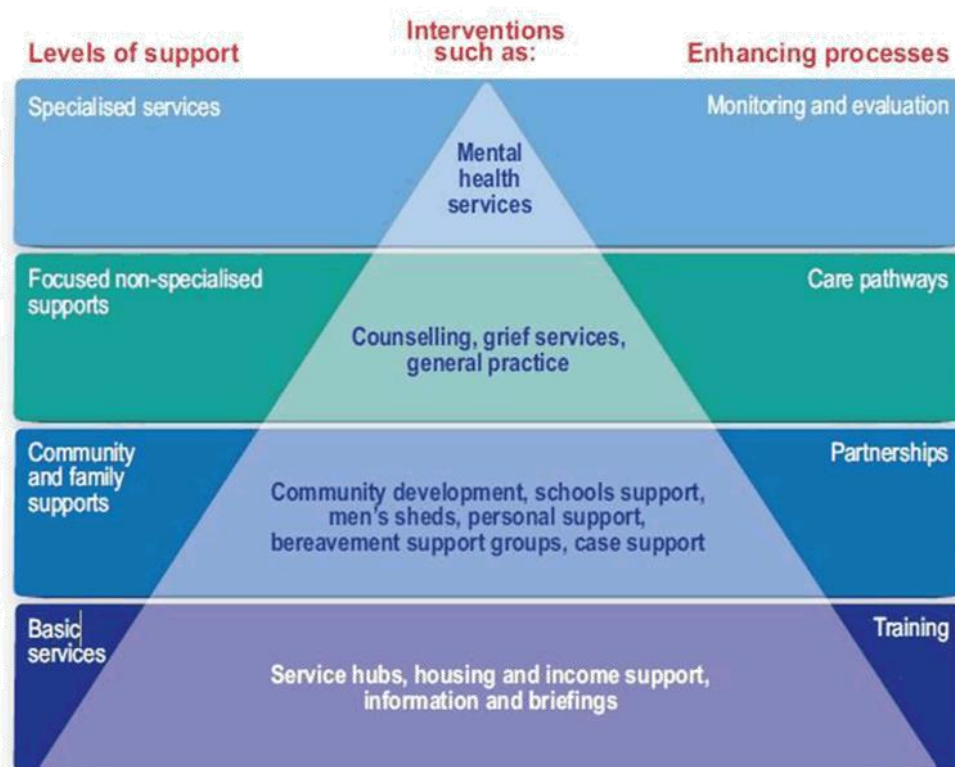 Levels of support
Interventions
such as:
Enhancing processes
Specialised services
Mental
health
services
Monitoring and evaluation
Focused non-specialised
supports
Counselling, grief services,
general practice
Care pathways
Community
and family
supports
Community development, schools support,
men's sheds, personal support,
bereavement support groups, case support
Partnerships
Basic
services
Service hubs, housing and income support,
information and briefings
Training